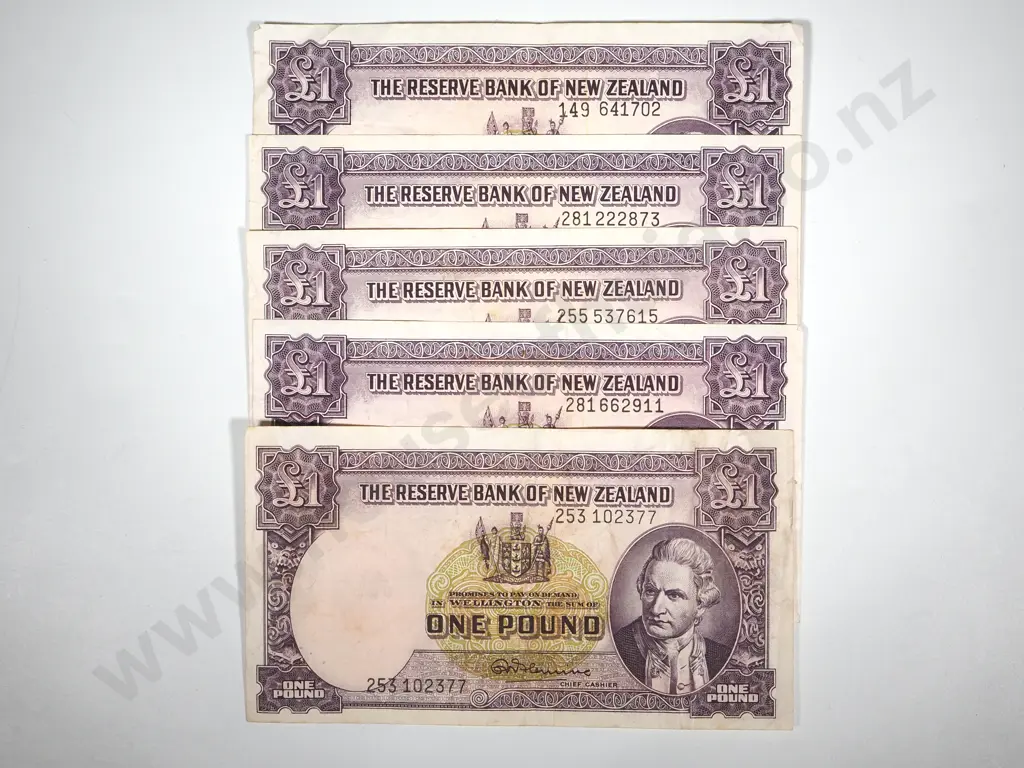 £1 THE RESERVE BANK OF NEW ZEALAND £1
149 641702
£1 THE RESERVE BANK OF NEW ZEALAND £1
281 222873
£1 THE RESERVE BANK OF NEW ZEALAND £1
255 537615
£1 THE RESERVE BANK OF NEW ZEALAND £1
281 662911
£1 THE RESERVE BANK OF NEW ZEALAND £1
253 102377
PROMISES TO PAY ON DEMAND
IN WELLINGTON THE SUM OF
ONE POUND
253 102377
CHIEF CASHIER
ONE POUND
ONE POUND